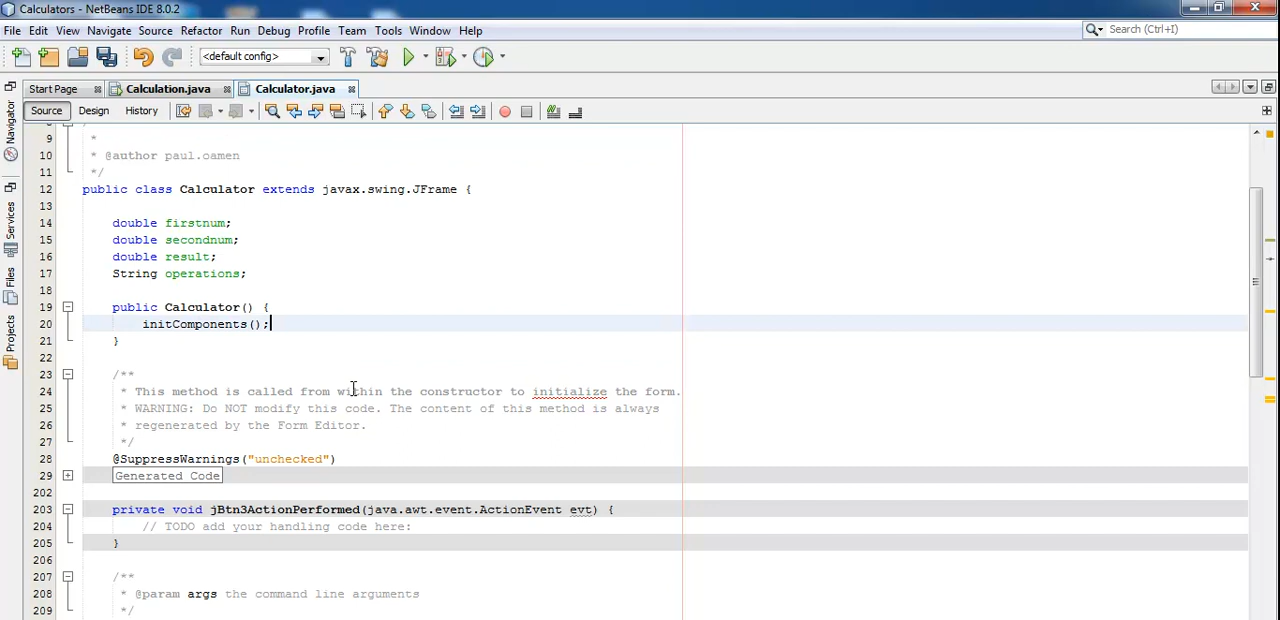 Calculators - NetBeans IDE 8.0.2
File Edit View Navigate Source Refactor Run Debug Profile Team Tools Window Help
Search (Ctrl+I)
<default config>
Start Page Calculation.java Calculator.java
Source Design History
Navigator
Services
Files
Projects
9 *
10 * @author paul.oamen
11 */
12 public class Calculator extends javax.swing.JFrame {
13
14 double firstnum;
15 double secondnum;
16 double result;
17 String operations;
18
19 public Calculator() {
20 initComponents();
21 }
22
23 /**
24 * This method is called from within the constructor to initialize the form.
25 * WARNING: Do NOT modify this code. The content of this method is always
26 * regenerated by the Form Editor.
27 */
28 @SuppressWarnings("unchecked")
29 Generated Code
202
203 private void jBtn3ActionPerformed(java.awt.event.ActionEvent evt) {
204 // TODO add your handling code here:
205 }
206
207 /**
208 * @param args the command line arguments
209 */